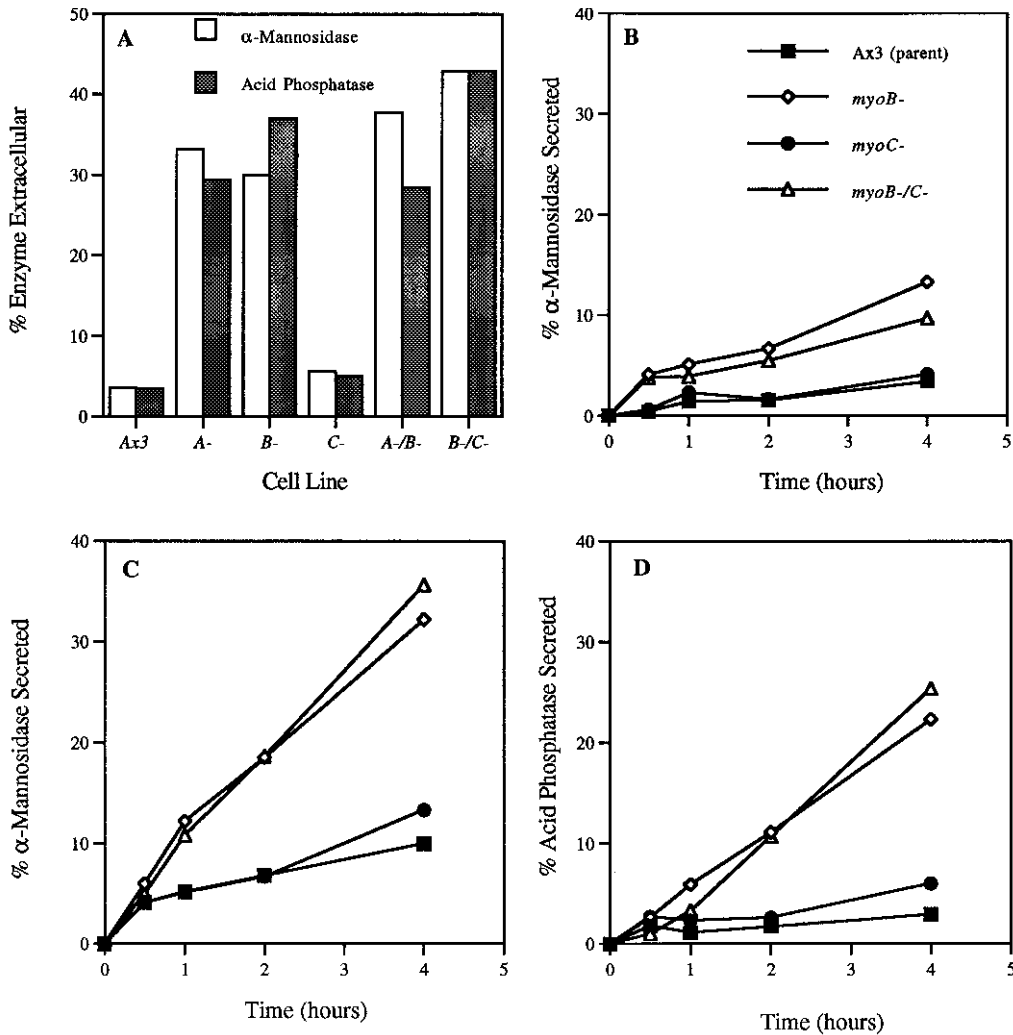 A
% Enzyme Extracellular
50
40
30
20
10
0
α-Mannosidase
Acid Phosphatase
Ax3 A- B- C- A-/B- B-/C-
Cell Line
B
% α-Mannosidase Secreted
40
30
20
10
0
Ax3 (parent)
myoB-
myoC-
myoB-/C-
0 1 2 3 4 5
Time (hours)
C
% α-Mannosidase Secreted
40
30
20
10
0
0 1 2 3 4 5
Time (hours)
D
% Acid Phosphatase Secreted
40
30
20
10
0
0 1 2 3 4 5
Time (hours)